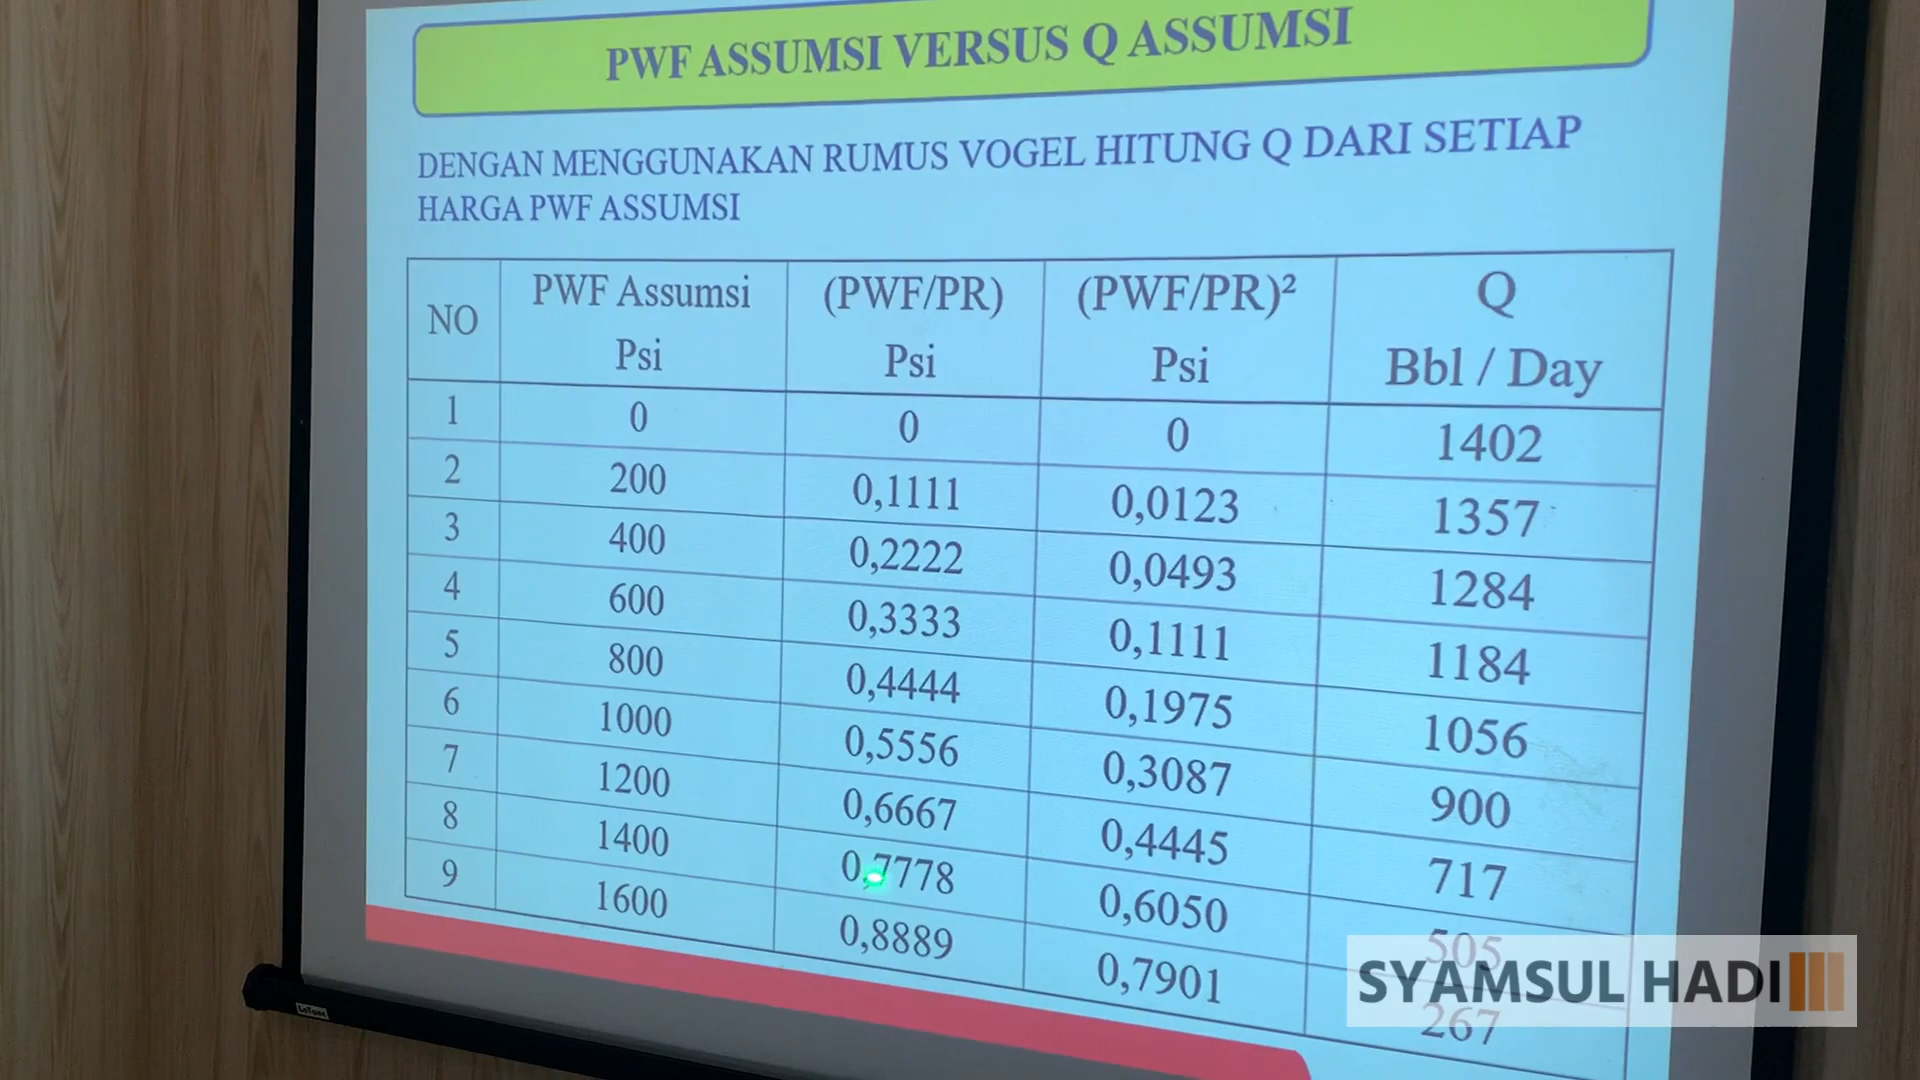 PWF ASSUMSI VERSUS Q ASSUMSI
DENGAN MENGGUNAKAN RUMUS VOGEL HITUNG Q DARI SETIAP
HARGA PWF ASSUMSI
NO PWF Assumsi Psi (PWF/PR) Psi (PWF/PR)² Psi Q Bbl / Day
1 0 0 0 1402
2 200 0,1111 0,0123 1357
3 400 0,2222 0,0493 1284
4 600 0,3333 0,1111 1184
5 800 0,4444 0,1975 1056
6 1000 0,5556 0,3087 900
7 1200 0,6667 0,4445 717
8 1400 0,7778 0,6050 505
9 1600 0,8889 0,7901 267
SYAMSUL HADI